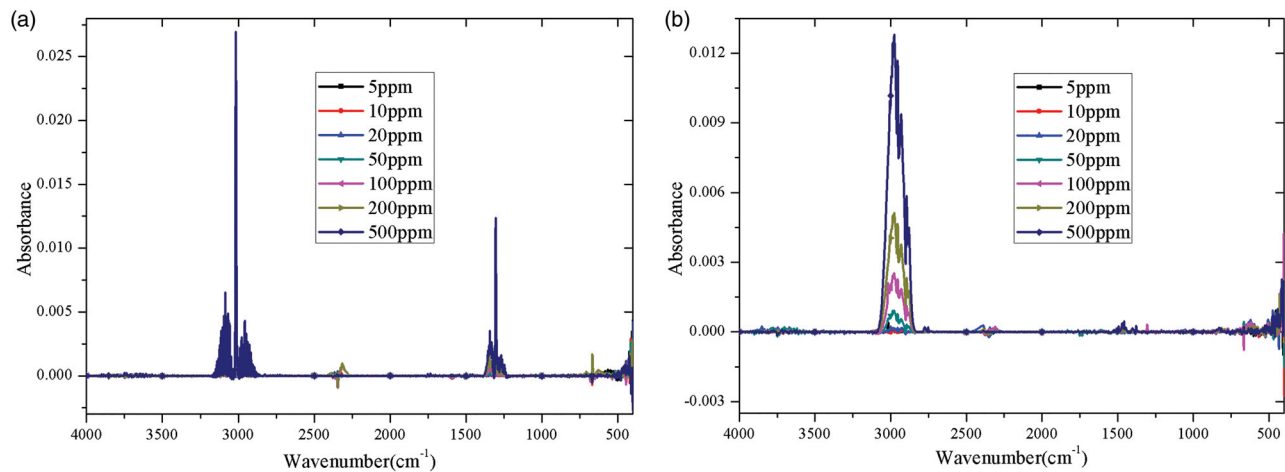 (a)
0.025
0.020
0.015
0.010
0.005
0.000
Absorbance
5ppm
10ppm
20ppm
50ppm
100ppm
200ppm
500ppm
4000 3500 3000 2500 2000 1500 1000 500
Wavenumber(cm⁻¹)
(b)
0.012
0.009
0.006
0.003
0.000
-0.003
Absorbance
5ppm
10ppm
20ppm
50ppm
100ppm
200ppm
500ppm
4000 3500 3000 2500 2000 1500 1000 500
Wavenumber(cm⁻¹)